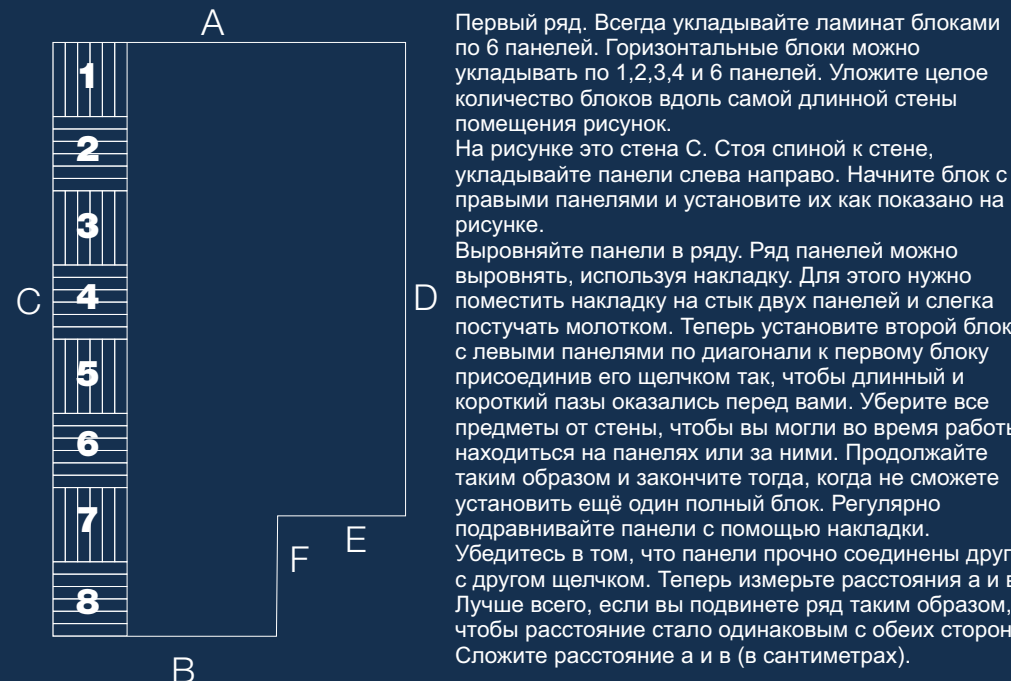 A
1
2
3
4
5
6
7
8
C
D
E
F
B
Первый ряд. Всегда укладывайте ламинат блоками
по 6 панелей. Горизонтальные блоки можно
укладывать по 1,2,3,4 и 6 панелей. Уложите целое
количество блоков вдоль самой длинной стены
помещения рисунок.
На рисунке это стена С. Стоя спиной к стене,
укладывайте панели слева направо. Начните блок с
правыми панелями и установите их как показано на
рисунке.
Выровняйте панели в ряду. Ряд панелей можно
выровнять, используя накладку. Для этого нужно
поместить накладку на стык двух панелей и слегка
постучать молотком. Теперь установите второй блок
с левыми панелями по диагонали к первому блоку
присоединив его щелчком так, чтобы длинный и
короткий пазы оказались перед вами. Уберите все
предметы от стены, чтобы вы могли во время работы
находиться на панелях или за ними. Продолжайте
таким образом и закончите тогда, когда не сможете
установить ещё один полный блок. Регулярно
подравнивайте панели с помощью накладки.
Убедитесь в том, что панели прочно соединены друг
с другом щелчком. Теперь измерьте расстояния а и в
Лучше всего, если вы подвинете ряд таким образом,
чтобы расстояние стало одинаковым с обеих сторон
Сложите расстояние а и в (в сантиметрах).